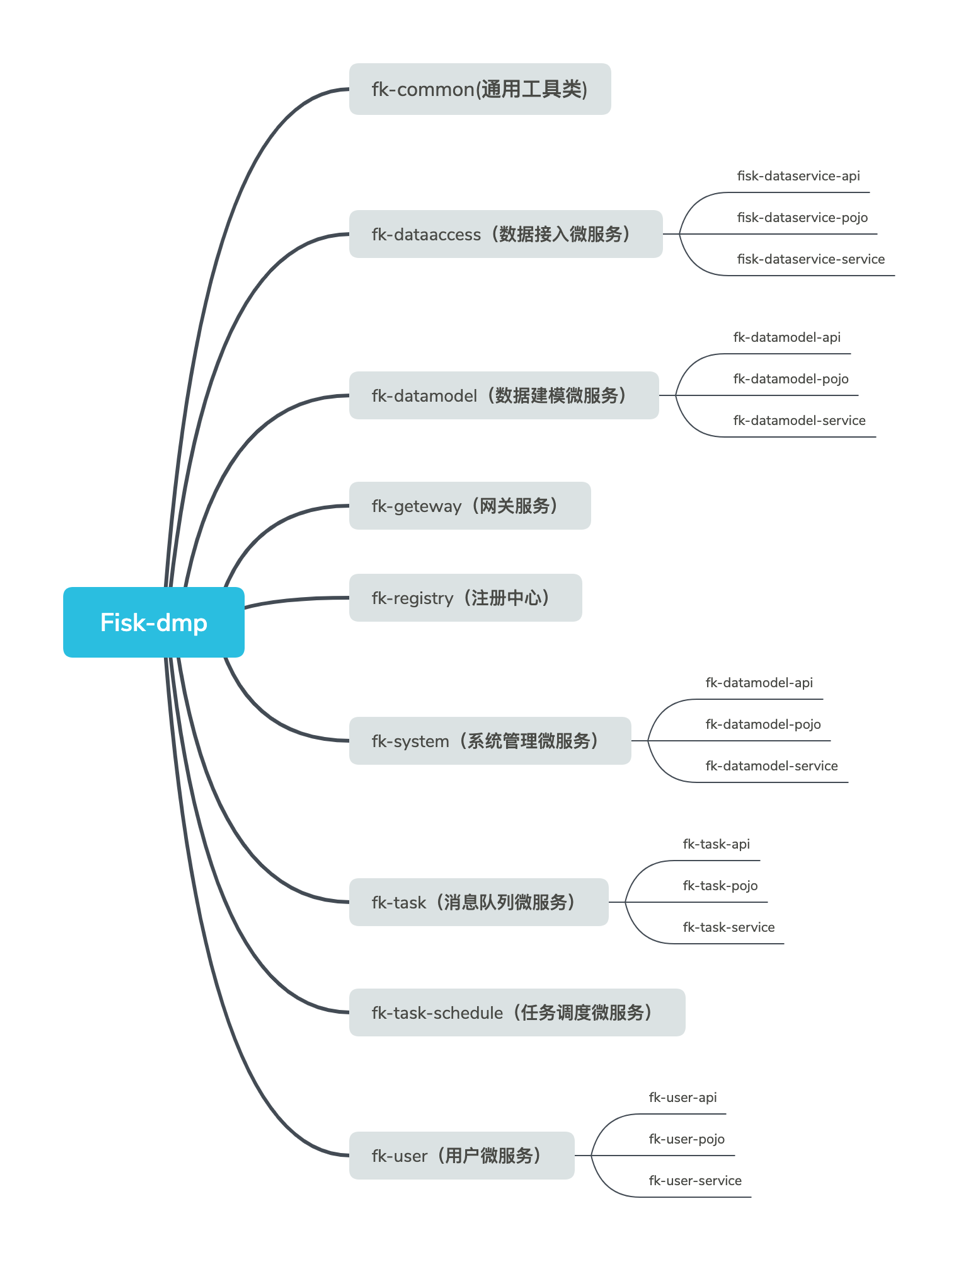 Fisk-dmp
fk-common(通用工具类)
fk-dataaccess（数据接入微服务）
fisk-dataservice-api
fisk-dataservice-pojo
fisk-dataservice-service
fk-datamodel（数据建模微服务）
fk-datamodel-api
fk-datamodel-pojo
fk-datamodel-service
fk-geteway（网关服务）
fk-registry（注册中心）
fk-system（系统管理微服务）
fk-datamodel-api
fk-datamodel-pojo
fk-datamodel-service
fk-task（消息队列微服务）
fk-task-api
fk-task-pojo
fk-task-service
fk-task-schedule（任务调度微服务）
fk-user（用户微服务）
fk-user-api
fk-user-pojo
fk-user-service